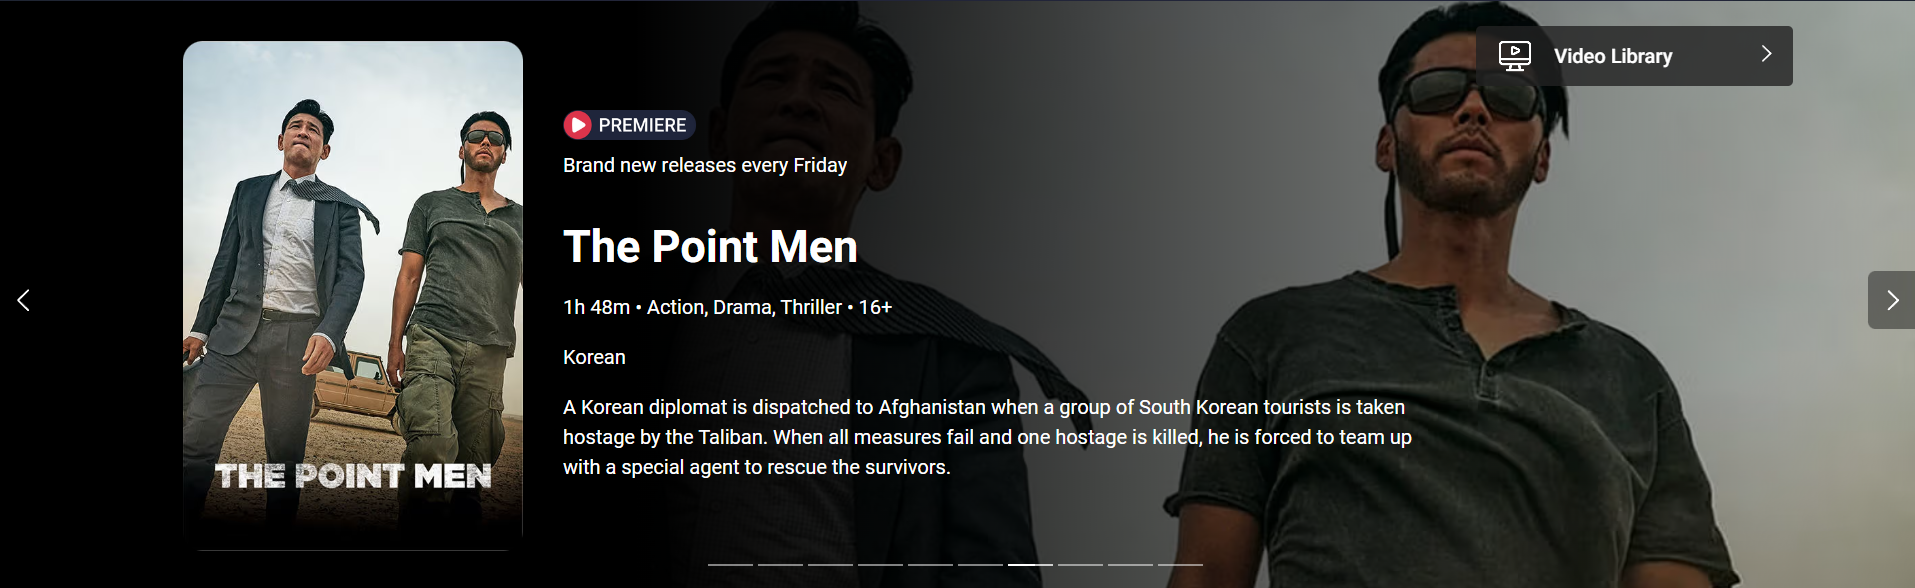 Video Library
PREMIERE
Brand new releases every Friday
The Point Men
1h 48m • Action, Drama, Thriller • 16+
Korean
A Korean diplomat is dispatched to Afghanistan when a group of South Korean tourists is taken
hostage by the Taliban. When all measures fail and one hostage is killed, he is forced to team up
with a special agent to rescue the survivors.
THE POINT MEN